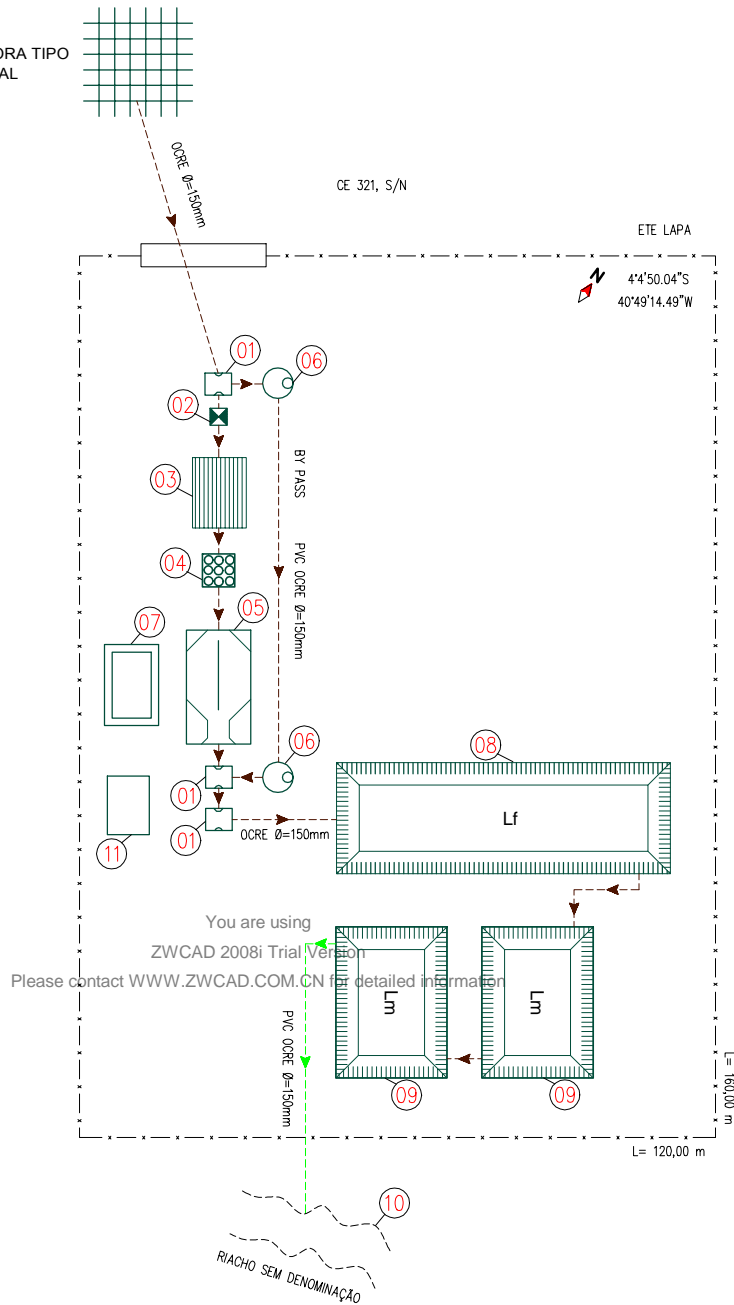 ORA TIPO
AL
OCRE Ø=150mm
CE 321, S/N
ETE LAPA
N
4°4'50.04"S
40°49'14.49"W
01
06
02
BY PASS
03
PVC OCRE Ø=150mm
04
05
07
06
08
01
Lf
01
OCRE Ø=150mm
11
You are using
ZWCAD 2008i Trial Version
Please contact WWW.ZWCAD.COM.CN for detailed information
Lm
Lm
PVC OCRE Ø=150mm
09
09
L= 160,00 m
L= 120,00 m
10
RIACHO SEM DENOMINAÇÃO